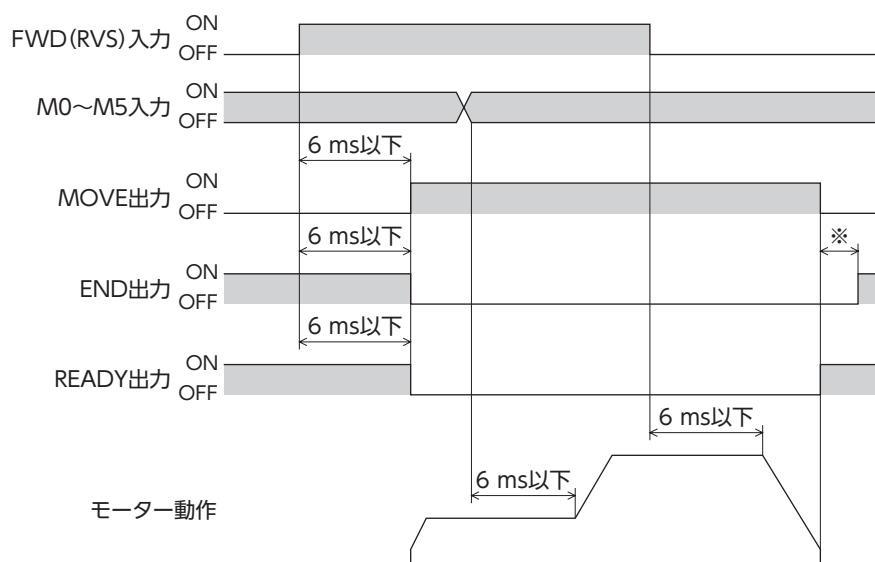 FWD(RVS)入力 ON
OFF
M0～M5入力 ON
OFF
6 ms以下
MOVE出力 ON
OFF
6 ms以下
※
END出力 ON
OFF
6 ms以下
READY出力 ON
OFF
6 ms以下
6 ms以下
モーター動作